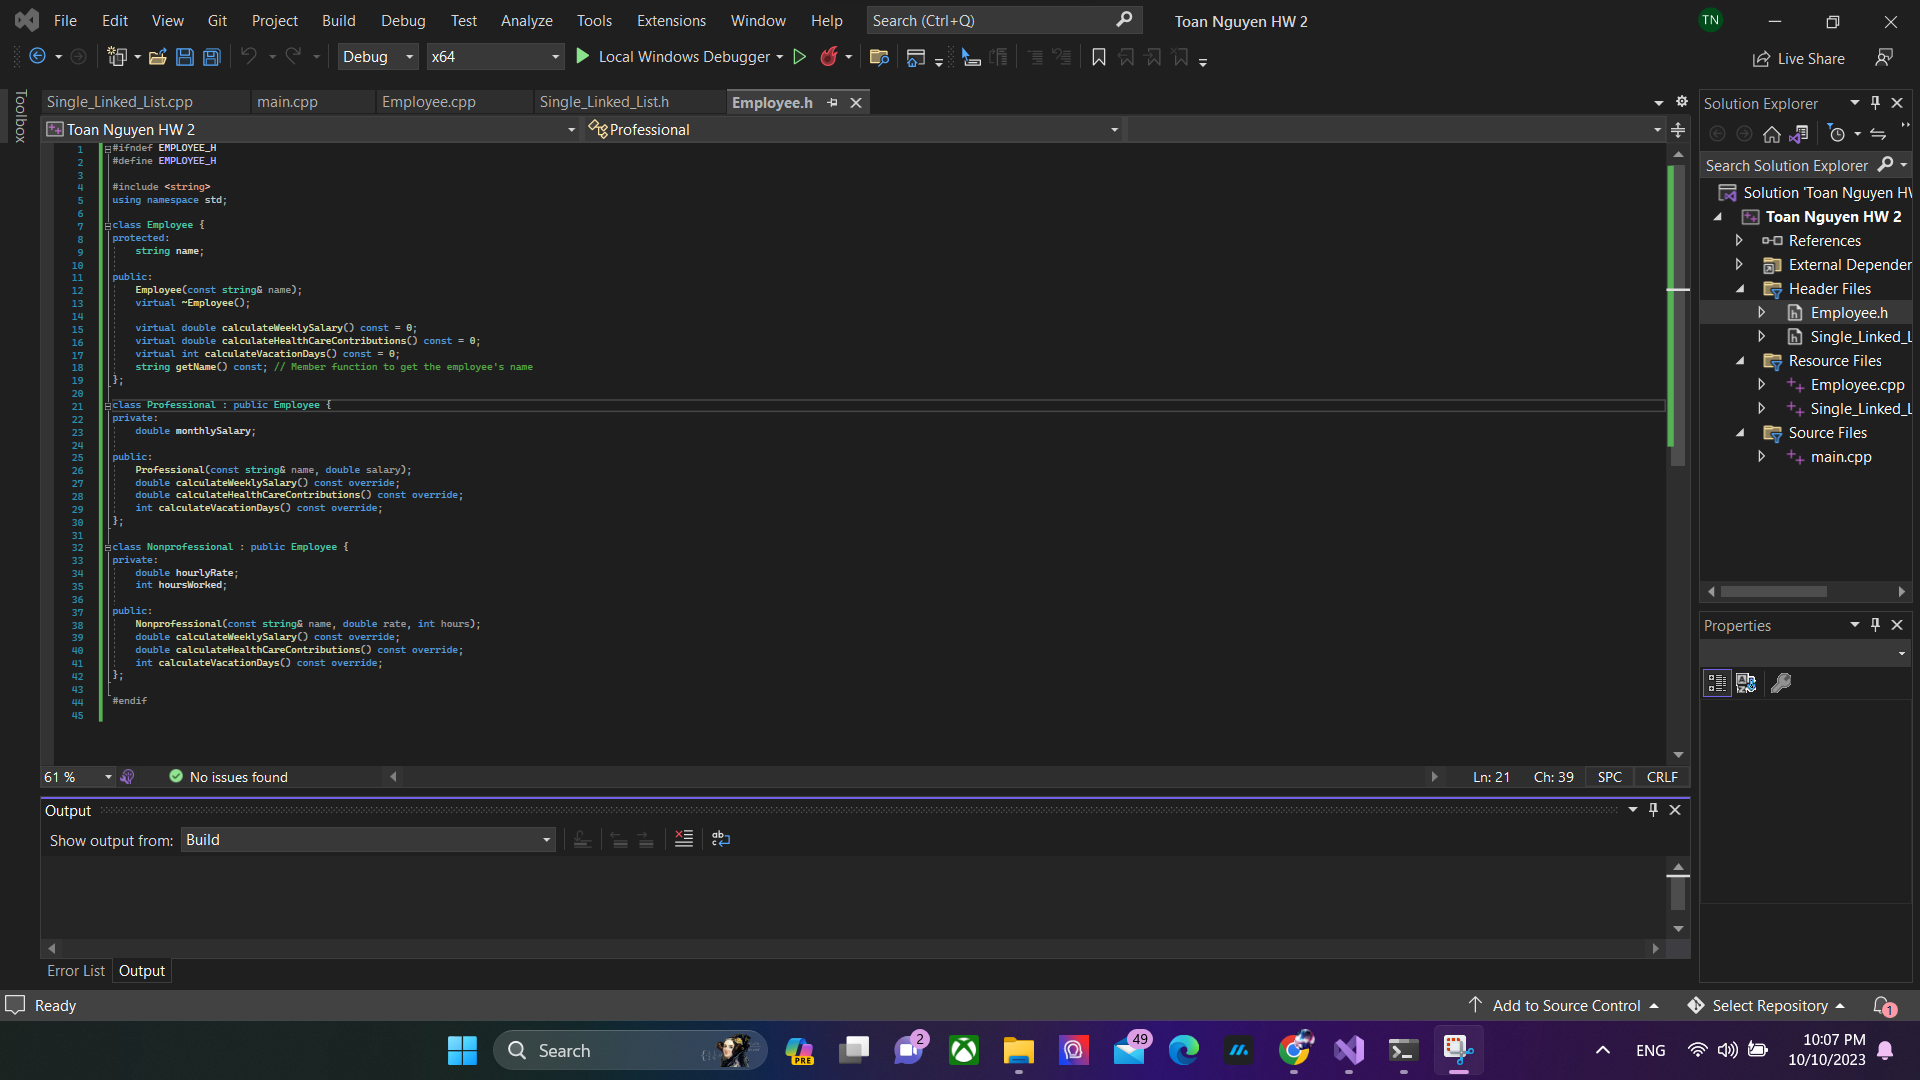 File Edit View Git Project Build Debug Test Analyze Tools Extensions Window Help Search (Ctrl+Q) Toan Nguyen HW 2 TN
Debug x64 Local Windows Debugger Live Share
Toolbox
Single_Linked_List.cpp main.cpp Employee.cpp Single_Linked_List.h Employee.h
Toan Nguyen HW 2 Professional
1 #ifndef EMPLOYEE_H
2 #define EMPLOYEE_H
3
4 #include <string>
5 using namespace std;
6
7 class Employee {
8 protected:
9 string name;
10
11 public:
12 Employee(const string& name);
13 virtual ~Employee();
14
15 virtual double calculateWeeklySalary() const = 0;
16 virtual double calculateHealthCareContributions() const = 0;
17 virtual int calculateVacationDays() const = 0;
18 string getName() const; // Member function to get the employee's name
19 };
20
21 class Professional : public Employee {
22 private:
23 double monthlySalary;
24
25 public:
26 Professional(const string& name, double salary);
27 double calculateWeeklySalary() const override;
28 double calculateHealthCareContributions() const override;
29 int calculateVacationDays() const override;
30 };
31
32 class Nonprofessional : public Employee {
33 private:
34 double hourlyRate;
35 int hoursWorked;
36
37 public:
38 Nonprofessional(const string& name, double rate, int hours);
39 double calculateWeeklySalary() const override;
40 double calculateHealthCareContributions() const override;
41 int calculateVacationDays() const override;
42 };
43
44 #endif
45
61 % No issues found Ln: 21 Ch: 39 SPC CRLF
Output
Show output from: Build
Error List Output
Solution Explorer
Search Solution Explorer
Solution 'Toan Nguyen HW
Toan Nguyen HW 2
References
External Depender
Header Files
Employee.h
Single_Linked_L
Resource Files
Employee.cpp
Single_Linked_L
Source Files
main.cpp
Properties
Ready Add to Source Control Select Repository 1
Search PRE 2 49 ENG 10:07 PM
10/10/2023